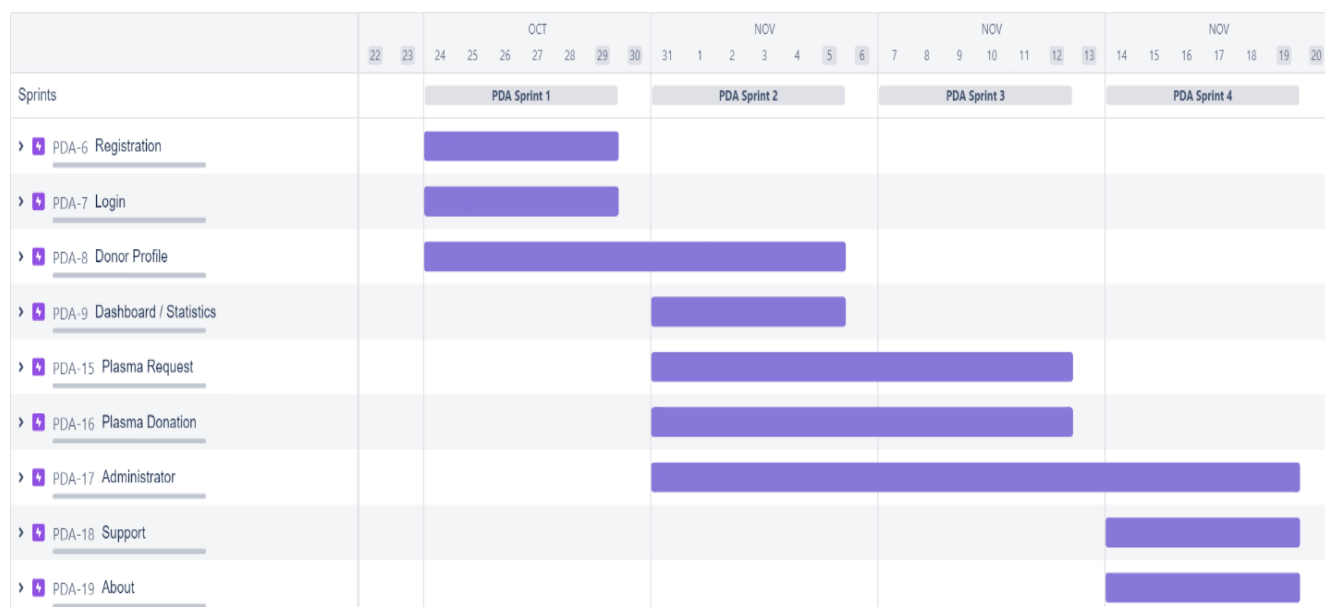 OCT NOV NOV NOV
22 23 24 25 26 27 28 29 30 31 1 2 3 4 5 6 7 8 9 10 11 12 13 14 15 16 17 18 19 20
Sprints PDA Sprint 1 PDA Sprint 2 PDA Sprint 3 PDA Sprint 4
PDA-6 Registration
PDA-7 Login
PDA-8 Donor Profile
PDA-9 Dashboard / Statistics
PDA-15 Plasma Request
PDA-16 Plasma Donation
PDA-17 Administrator
PDA-18 Support
PDA-19 About